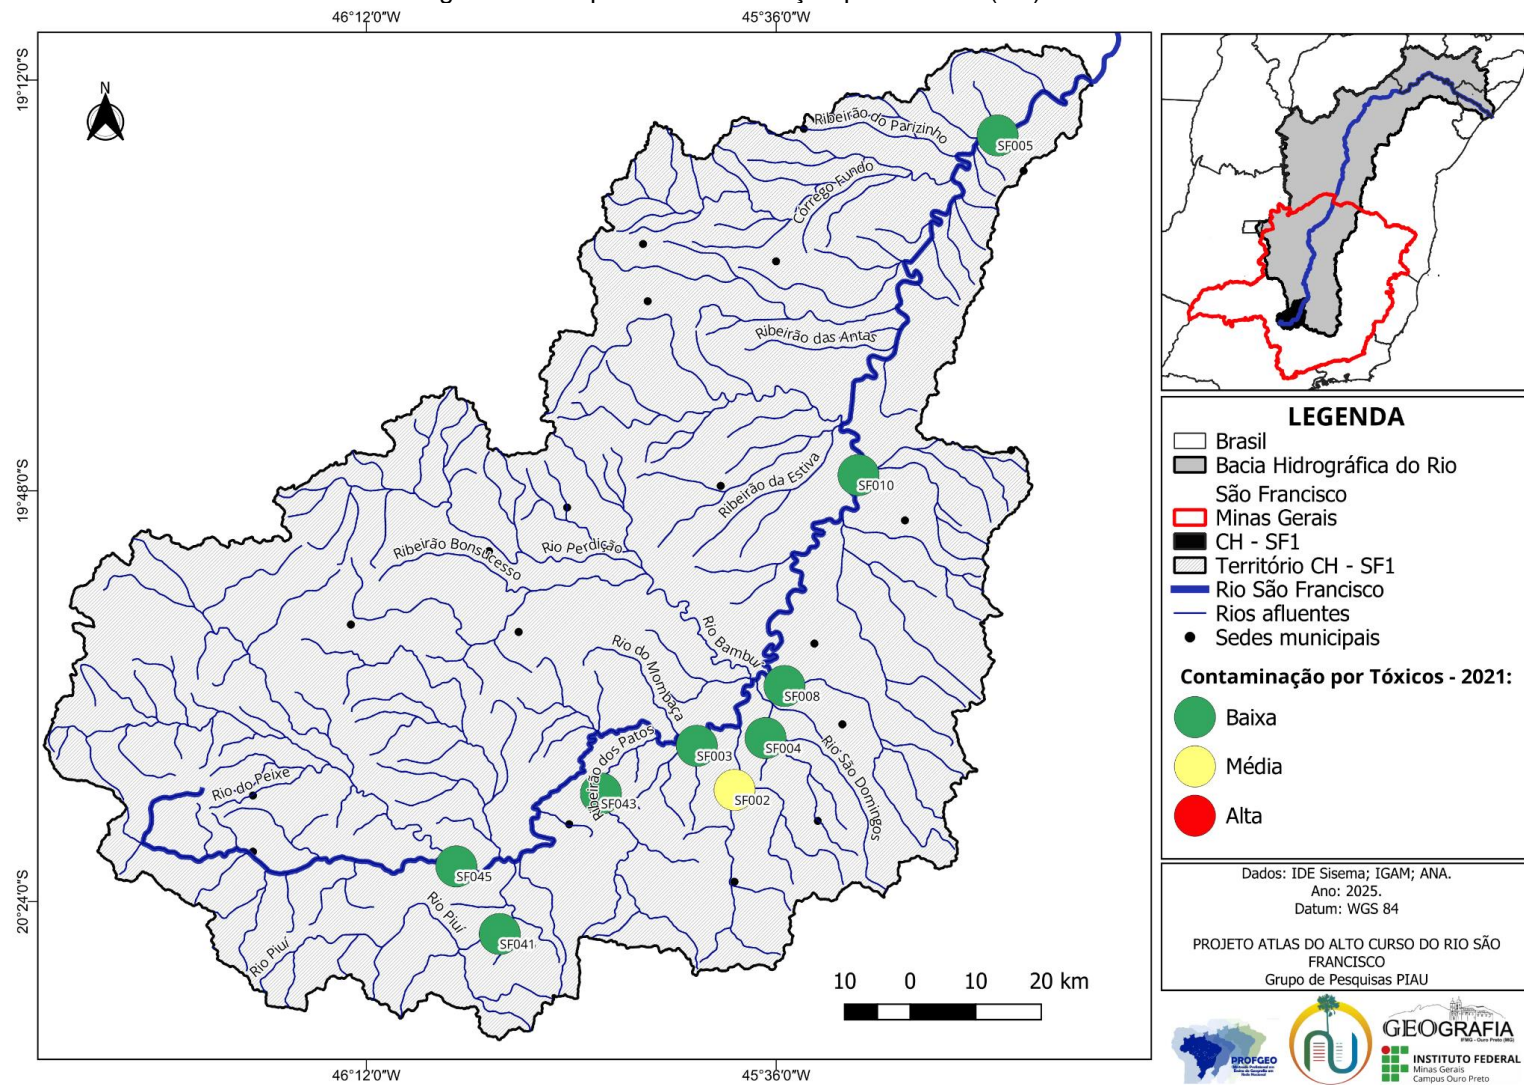 46°12'0"W
45°36'0"W
19°12'0"S
N
Ribeirão do Parizinho
SF005
Córrego Fundo
Ribeirão das Antas
19°48'0"S
Ribeirão da Estiva
SF010
Ribeirão Bonsucesso
Rio Perdição
Rio do Mombaça
Rio Bambuí
SF008
Ribeirão dos Patos
SF003
SF004
Rio São Domingos
Rio do Peixe
SF043
SF002
SF045
20°24'0"S
Rio Piuí
Rio Piuí
SF041
10 0 10 20 km
46°12'0"W
45°36'0"W
LEGENDA
Brasil
Bacia Hidrográfica do Rio
São Francisco
Minas Gerais
CH - SF1
Território CH - SF1
Rio São Francisco
Rios afluentes
Sedes municipais
Contaminação por Tóxicos - 2021:
Baixa
Média
Alta
Dados: IDE Sisema; IGAM; ANA.
Ano: 2025.
Datum: WGS 84
PROJETO ATLAS DO ALTO CURSO DO RIO SÃO
FRANCISCO
Grupo de Pesquisas PIAU
PROFGEO
GEOGRAFIA
IFMG - Ouro Preto (MG)
INSTITUTO FEDERAL
Minas Gerais
Campus Ouro Preto